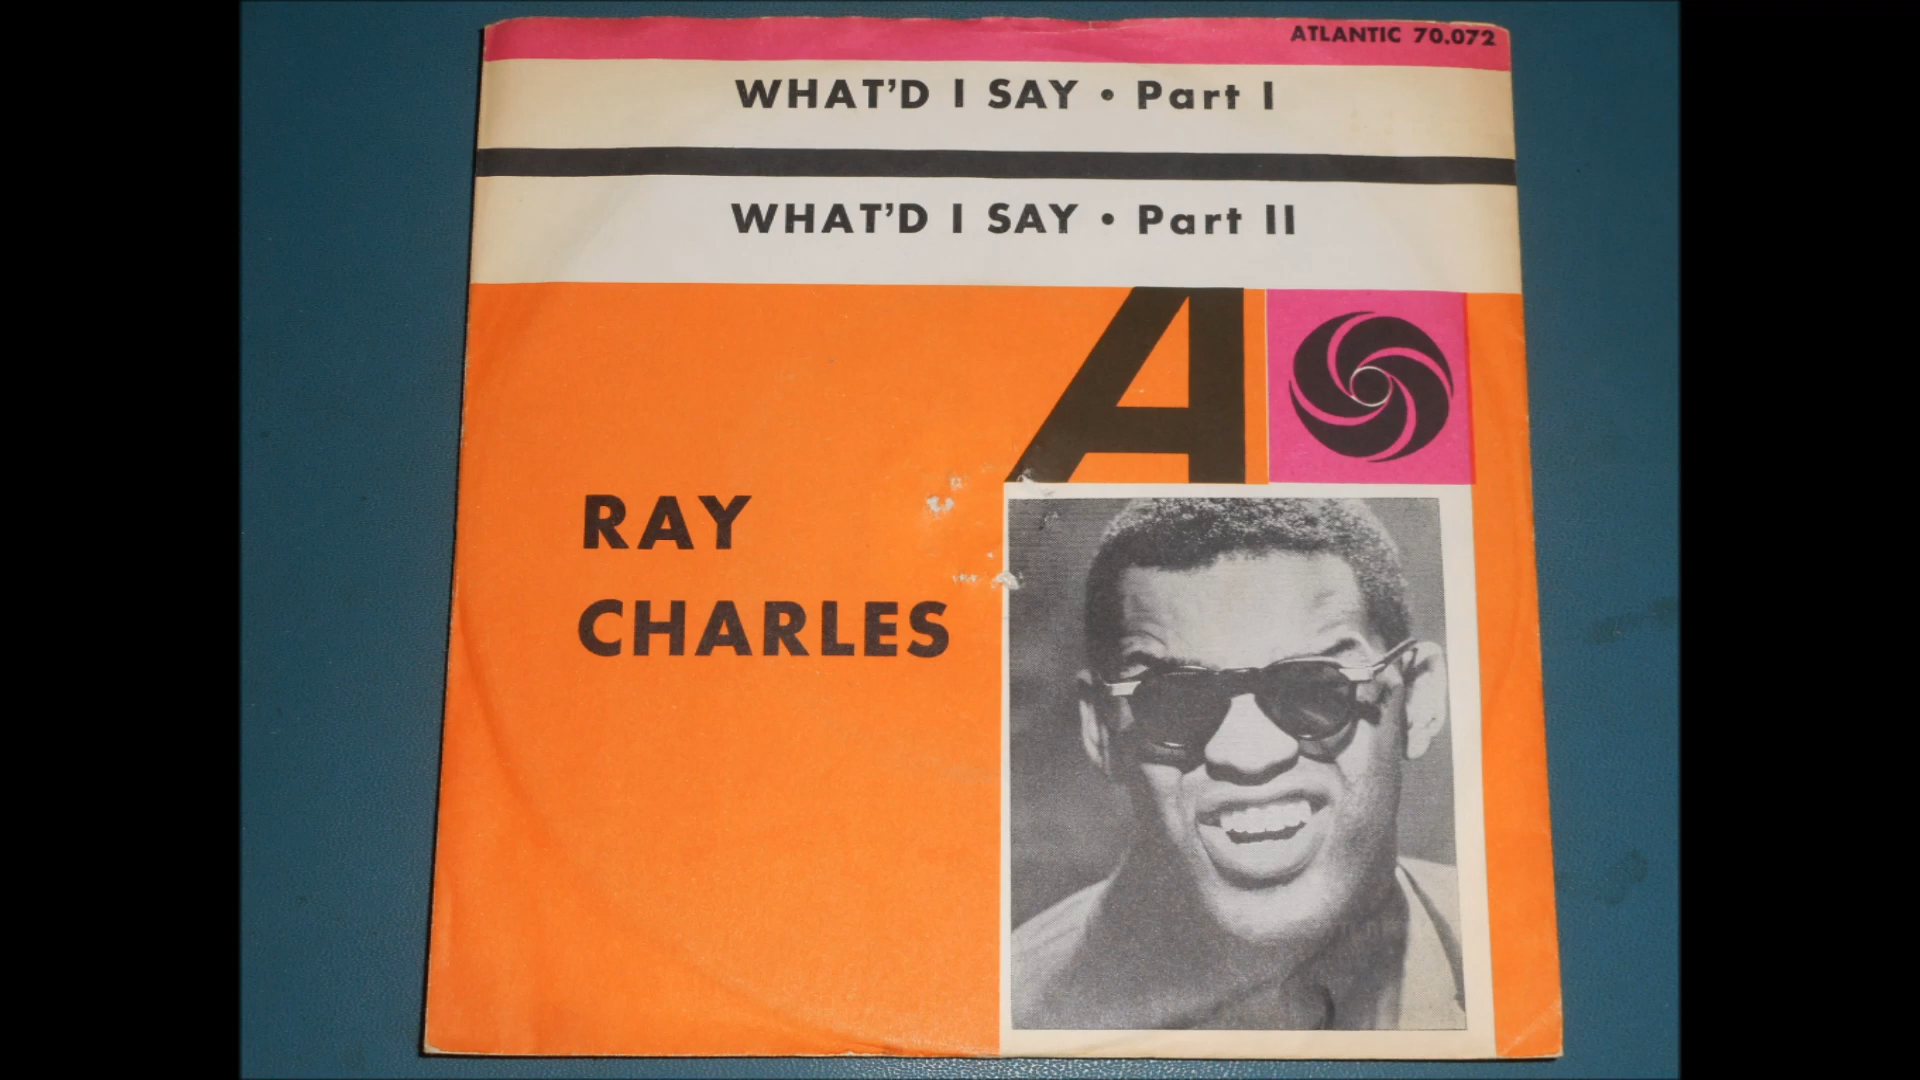 ATLANTIC 70.072
WHAT'D I SAY • Part I
WHAT'D I SAY • Part II
A
RAY
CHARLES